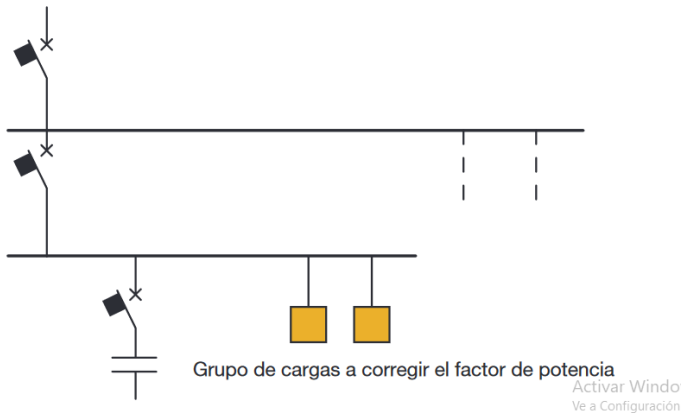 Grupo de cargas a corregir el factor de potencia
Activar Windo
Ve a Configuración